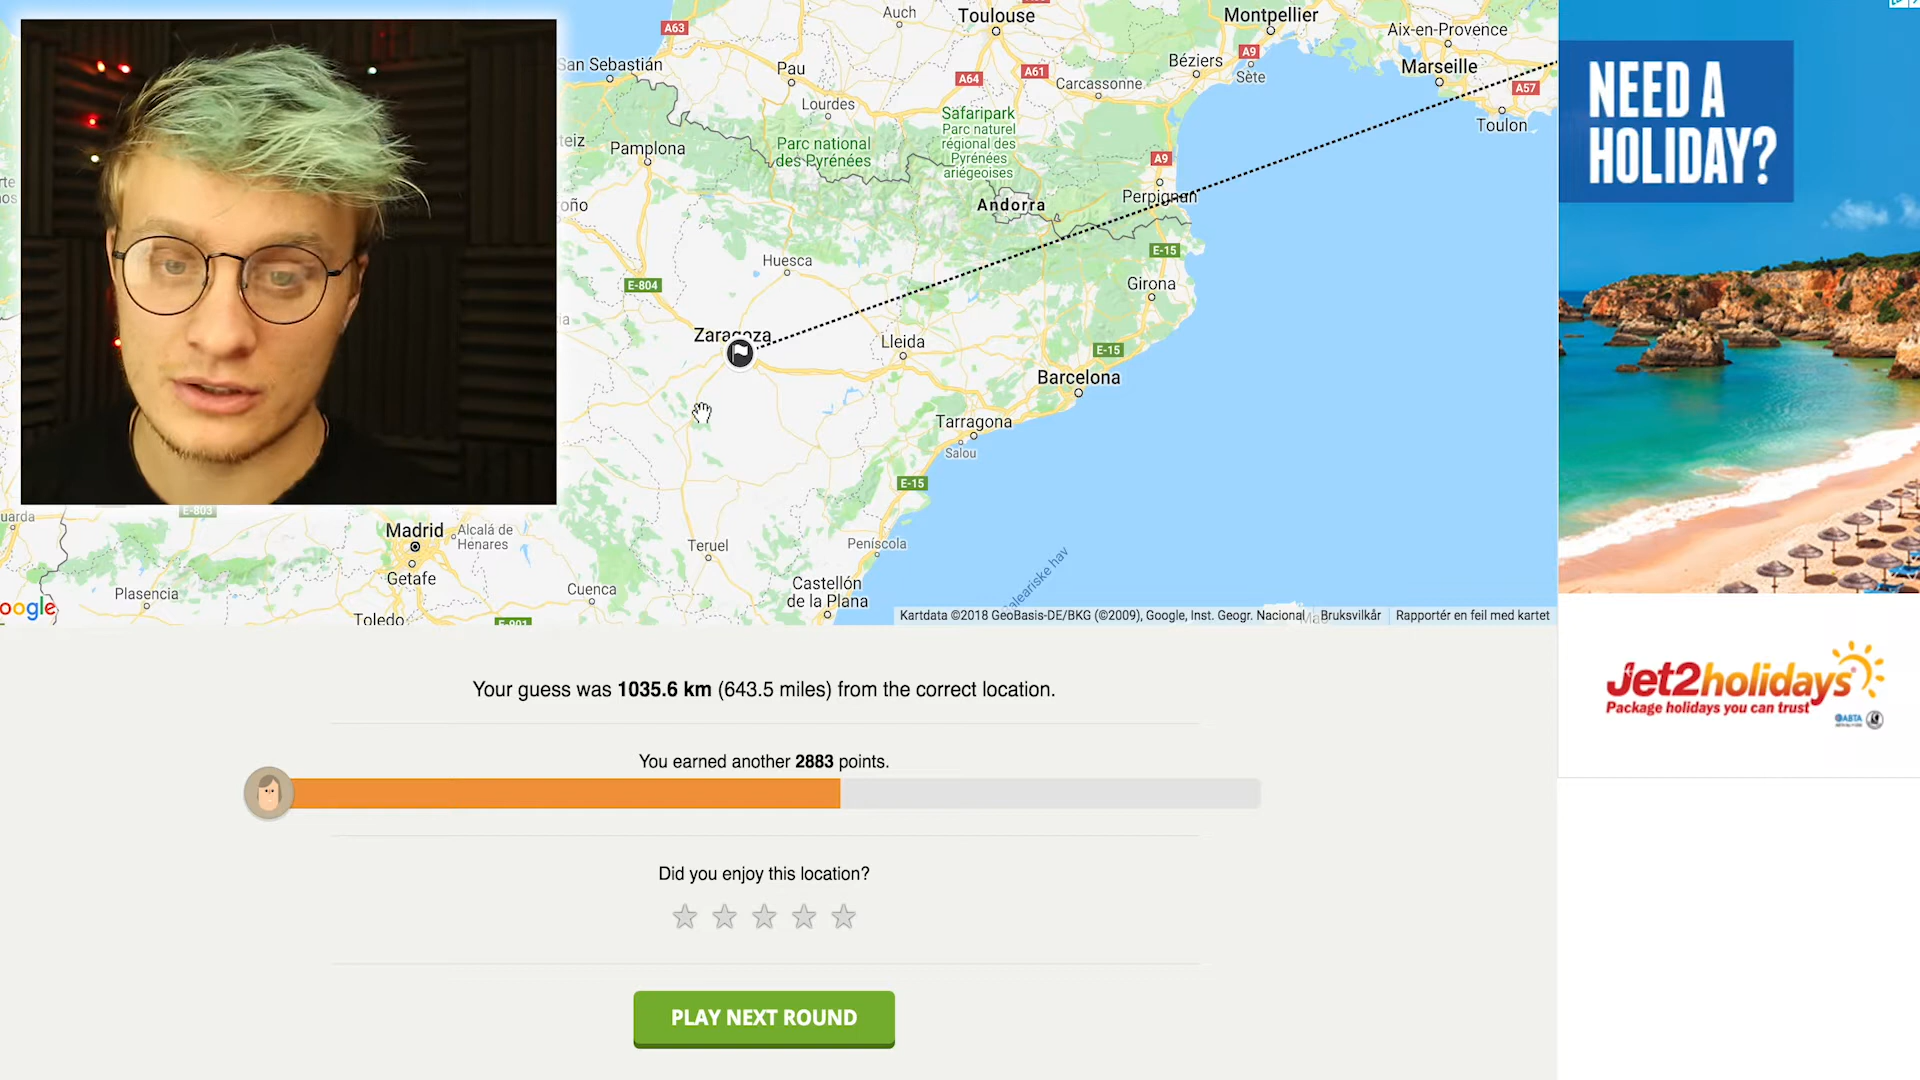 Auch
Toulouse
Montpellier
Aix-en-Provence
A63
San Sebastián
Pau
A64
A61
Carcassonne
Béziers
A9
Sète
Marseille
A57
Toulon
Lourdes
Safaripark
Parc naturel
régional des
Pyrénées
ariégeoises
Parc national
des Pyrénées
Pamplona
A9
Perpignan
Andorra
E-15
Huesca
E-804
Girona
Zaragoza
Lleida
E-15
Barcelona
Tarragona
Salou
E-15
E-803
Madrid
Alcalá de
Henares
Getafe
Teruel
Peníscola
Plasencia
Cuenca
Castellón
de la Plana
Toledo
E-901
oogle
Kartdata ©2018 GeoBasis-DE/BKG (©2009), Google, Inst. Geogr. Nacional
Bruksvilkår
Rapportér en feil med kartet
NEED A
HOLIDAY?
Jet2holidays
Package holidays you can trust
ABTA
Your guess was 1035.6 km (643.5 miles) from the correct location.
You earned another 2883 points.
Did you enjoy this location?
PLAY NEXT ROUND